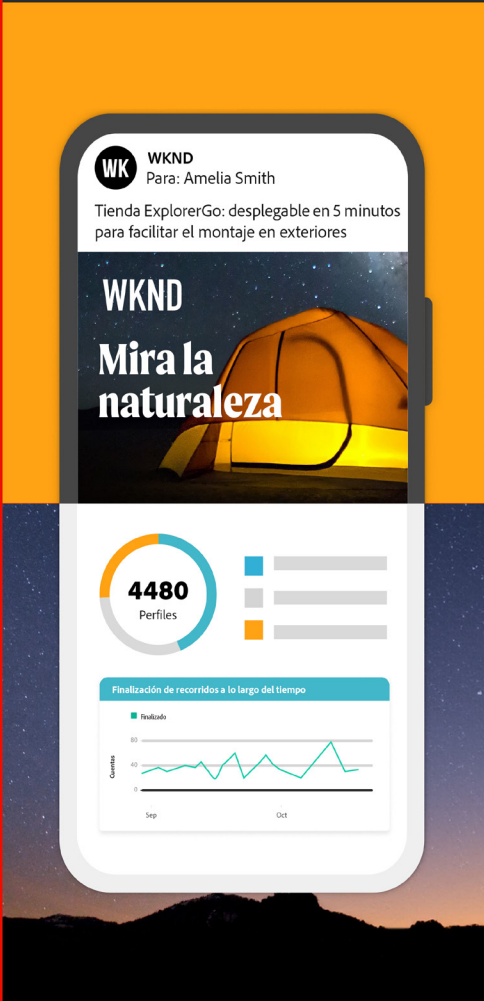 WK
WKND
Para: Amelia Smith
Tienda ExplorerGo: desplegable en 5 minutos
para facilitar el montaje en exteriores
WKND
Mira la
naturaleza
4480
Perfiles
Finalización de recorridos a lo largo del tiempo
Finalizado
Cuentas
80
40
0
Sep
Oct